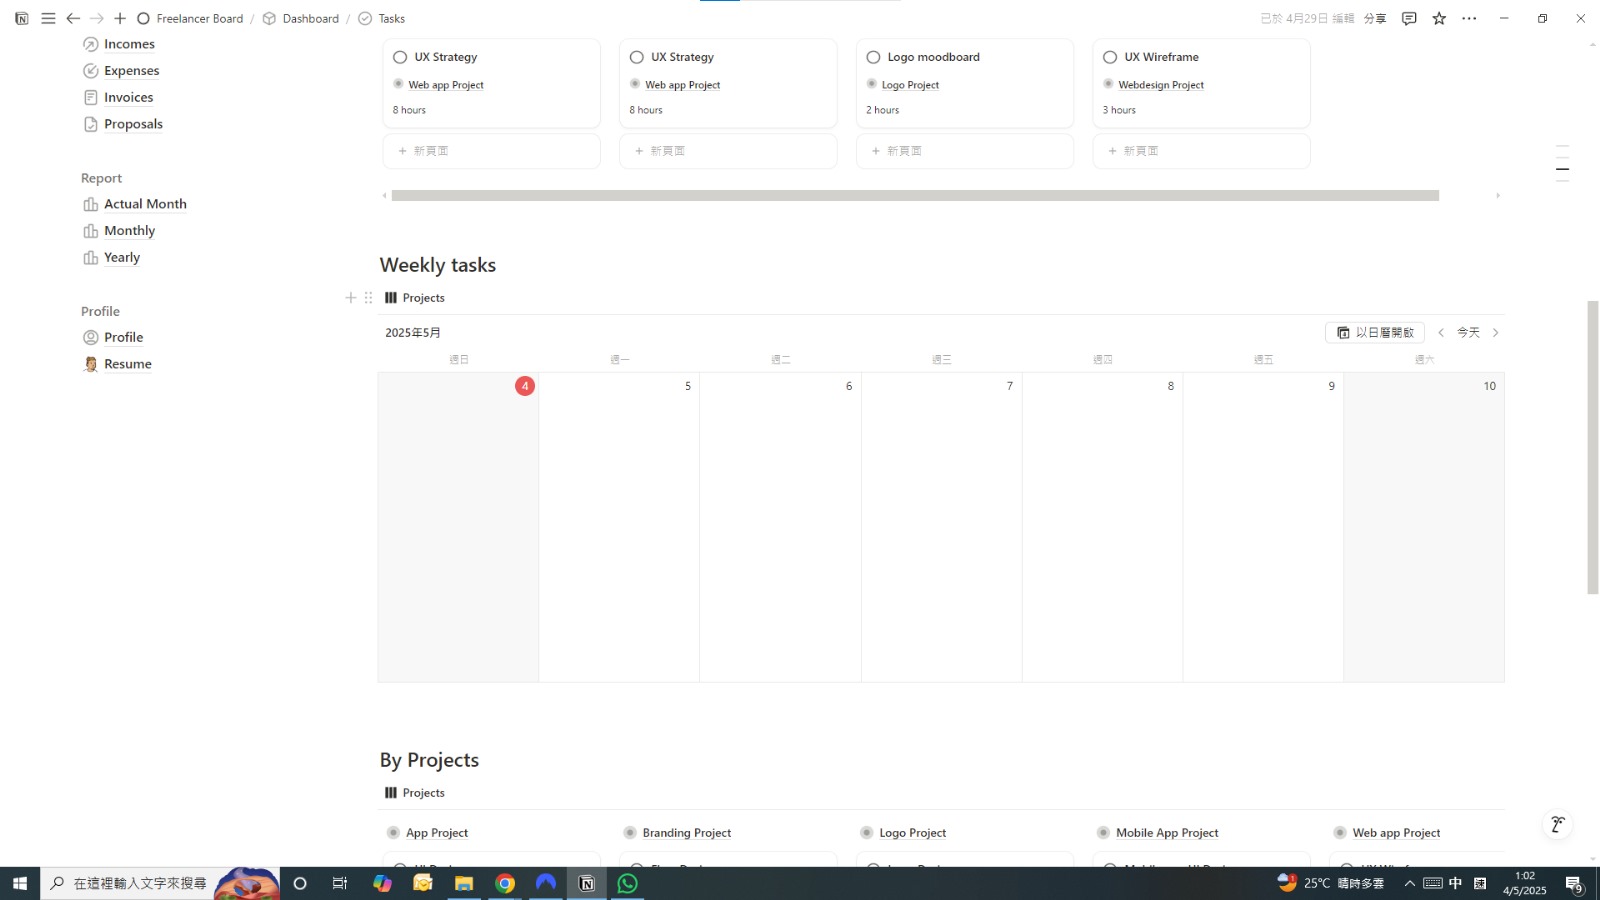 Freelancer Board / Dashboard / Tasks
已於 4月29日 編輯 分享
Incomes
Expenses
Invoices
Proposals
Report
Actual Month
Monthly
Yearly
Profile
Profile
Resume
UX Strategy
Web app Project
8 hours
+ 新頁面
UX Strategy
Web app Project
8 hours
+ 新頁面
Logo moodboard
Logo Project
2 hours
+ 新頁面
UX Wireframe
Webdesign Project
3 hours
+ 新頁面
Weekly tasks
Projects
2025年5月
以日曆開啟
今天
週日 週一 週二 週三 週四 週五 週六
4 5 6 7 8 9 10
By Projects
Projects
App Project
Branding Project
Logo Project
Mobile App Project
Web app Project
在這裡輸入文字來搜尋
25°C 晴時多雲
中
1:02
4/5/2025
9